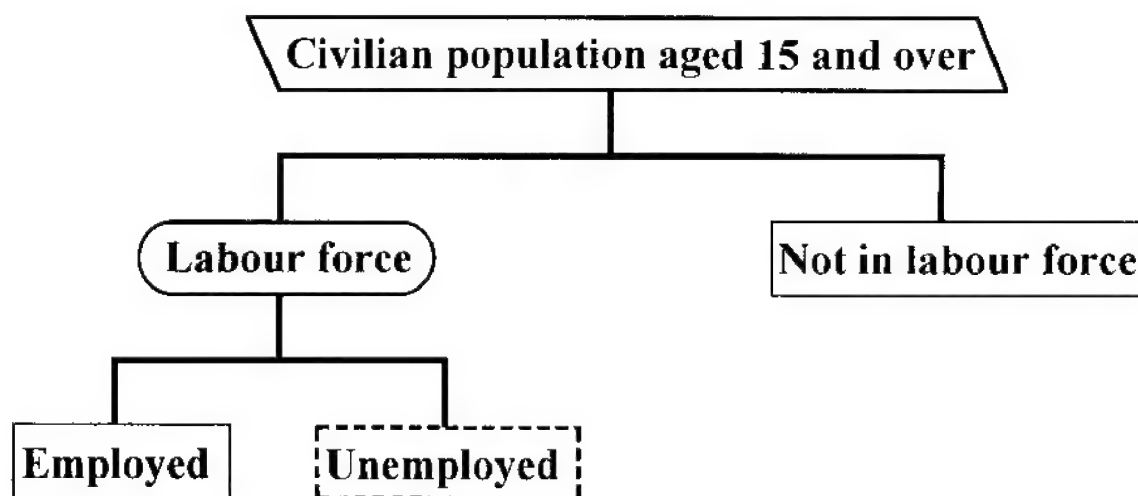 Civilian population aged 15 and over
Labour force
Not in labour force
Employed
Unemployed